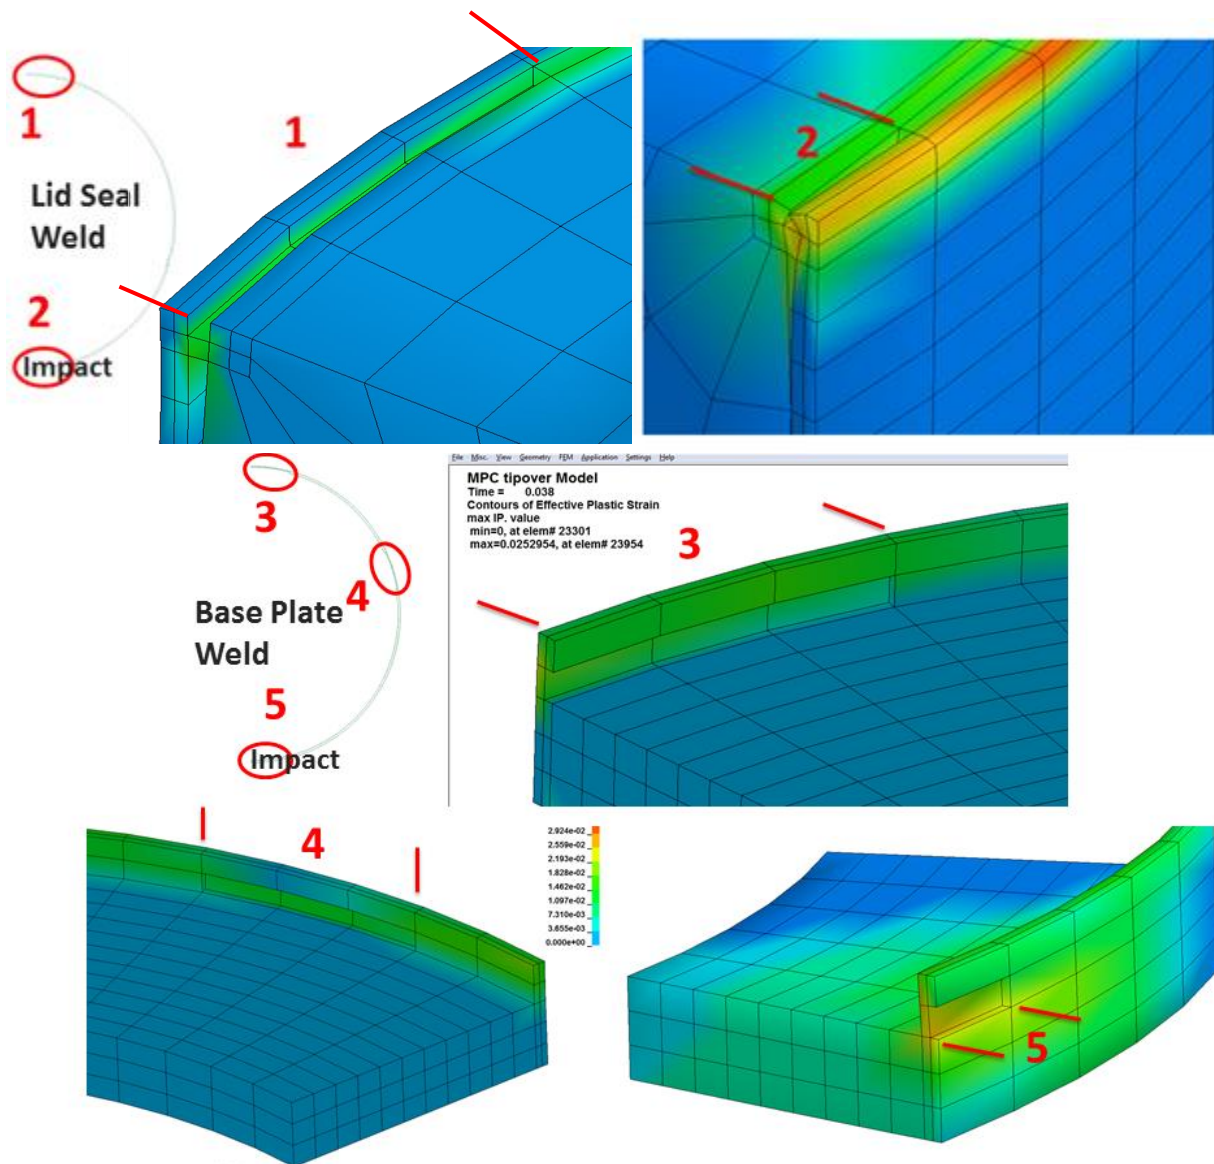 1
Lid Seal
Weld
2
Impact
1
2
3
Base Plate
4
Weld
5
Impact
File Misc. View Geometry FEM Application Settings Help
MPC tipover Model
Time = 0.038
Contours of Effective Plastic Strain
max IP. value
min=0, at elem# 23301
max=0.0252954, at elem# 23954
3
4
2.924e-02
2.559e-02
2.193e-02
1.828e-02
1.462e-02
1.097e-02
7.310e-03
3.655e-03
0.000e+00
5